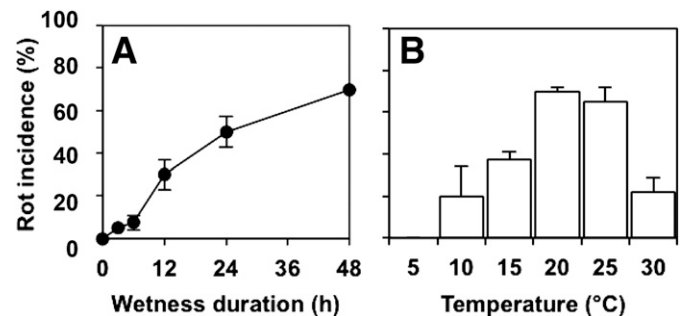 A
B
Rot incidence (%)
100
80
60
40
20
0
0 12 24 36 48
5 10 15 20 25 30
Wetness duration (h)
Temperature (°C)